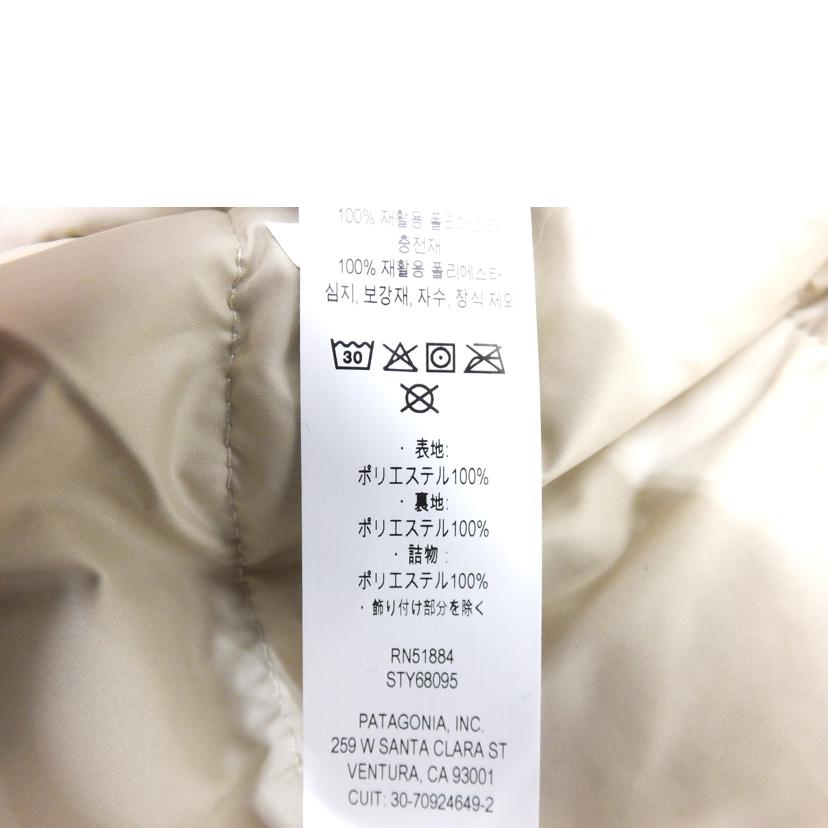 100% 재활용 폴리에스터
충전재
100% 재활용 폴리에스터
심지, 보강재, 자수, 장식 제외
30
· 表地:
ポリエステル100%
· 裏地:
ポリエステル100%
· 詰物 :
ポリエステル100%
· 飾り付け部分を除く
RN51884
STY68095
PATAGONIA, INC.
259 W SANTA CLARA ST
VENTURA, CA 93001
CUIT: 30-70924649-2